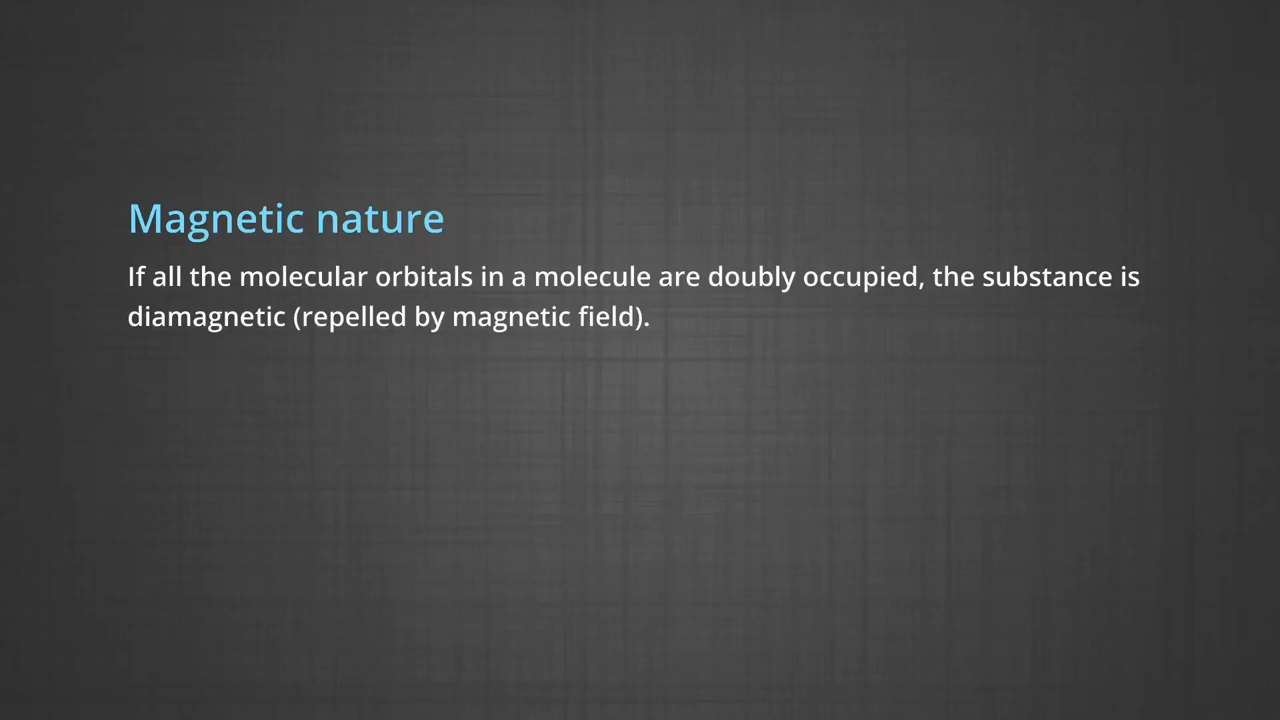 Magnetic nature
If all the molecular orbitals in a molecule are doubly occupied, the substance is
diamagnetic (repelled by magnetic field).